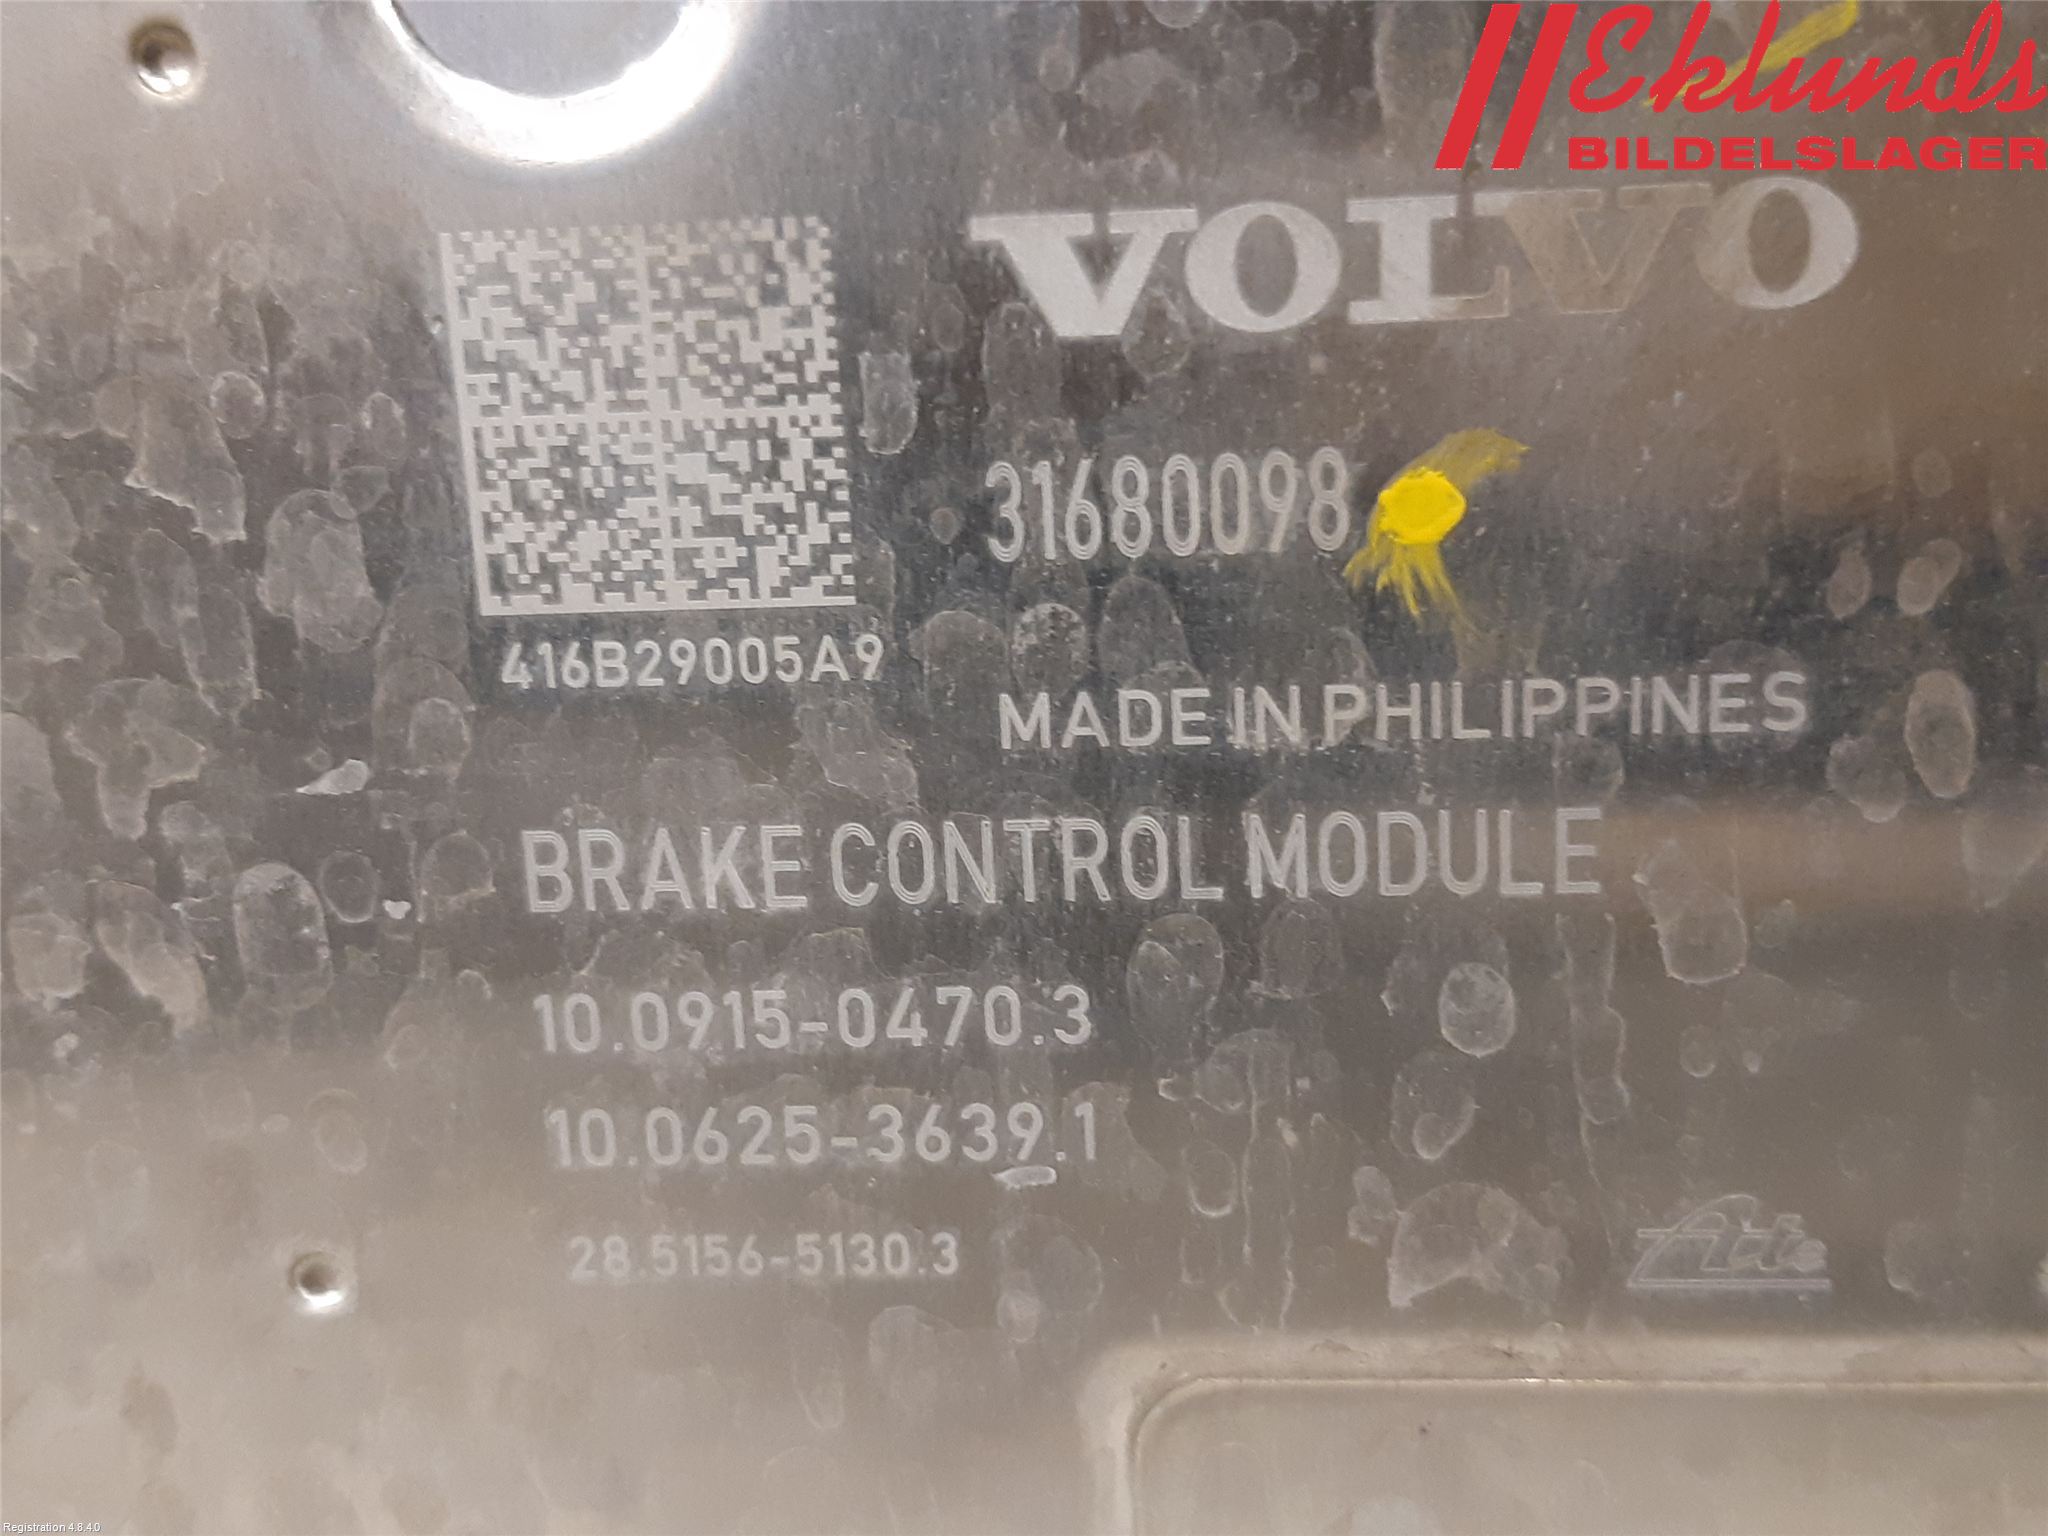 Eklunds
BILDELSLAGER
VOLVO
31680098
416B29005A9
MADE IN PHILIPPINES
BRAKE CONTROL MODULE
10.0915-0470.3
10.0625-3639.1
28.5156-5130.3
Ate
Registration 4.8.4.0